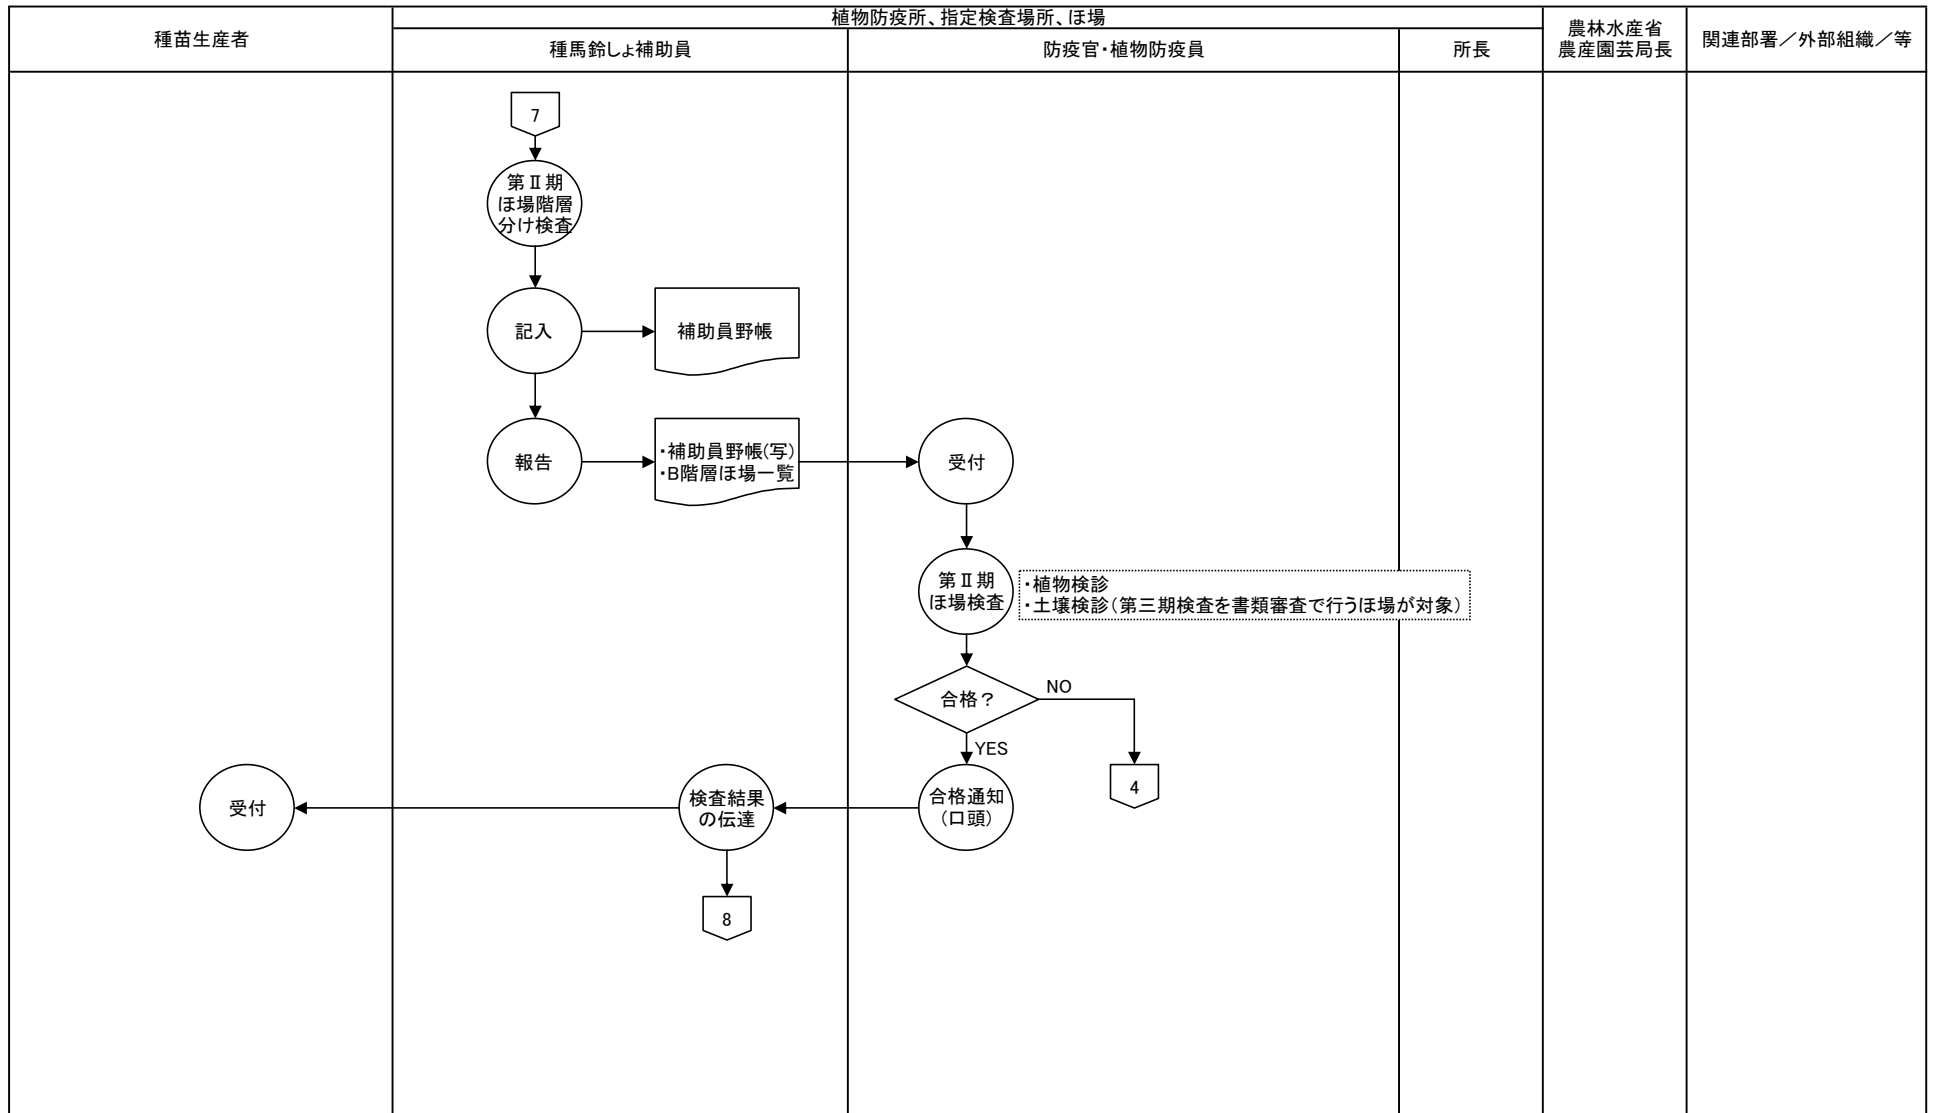 植物防疫所、指定検査場所、ほ場
種苗生産者
種馬鈴しょ補助員
防疫官・植物防疫員
所長
農林水産省
農産園芸局長
関連部署／外部組織／等
7
第Ⅱ期
ほ場階層
分け検査
記入
補助員野帳
報告
・補助員野帳(写)
・B階層ほ場一覧
受付
第Ⅱ期
ほ場検査
・植物検診
・土壌検診（第三期検査を書類審査で行うほ場が対象）
合格？
NO
YES
4
合格通知
（口頭）
検査結果
の伝達
受付
8